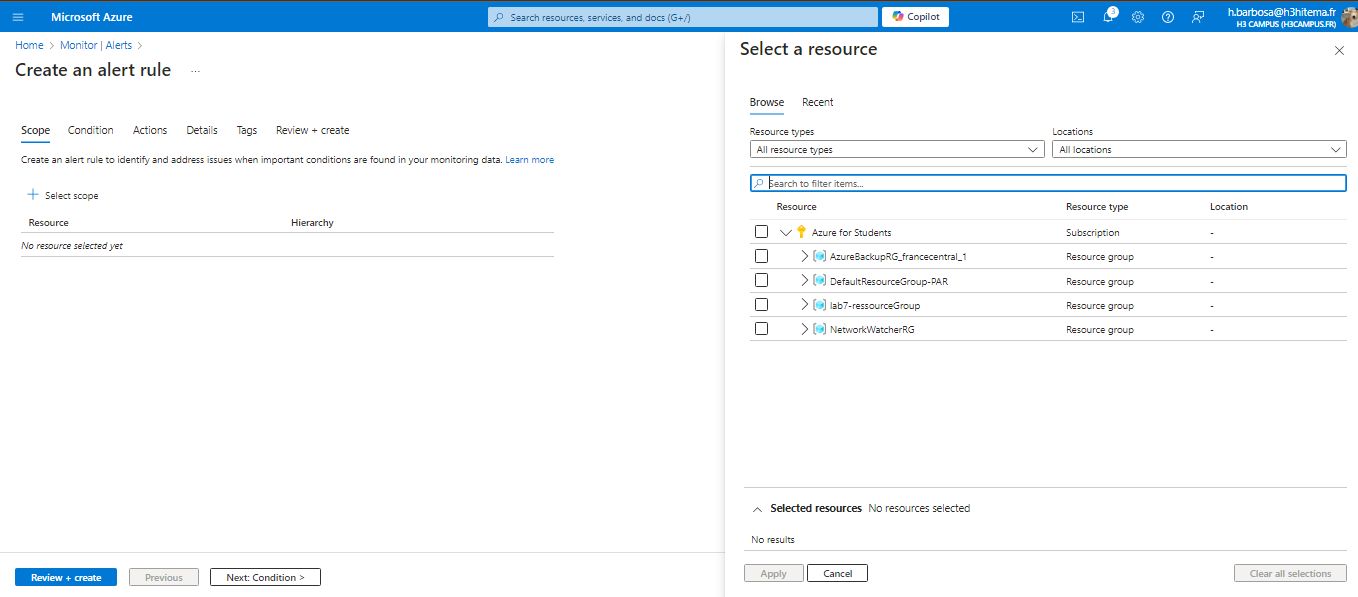 Microsoft Azure
Search resources, services, and docs (G+/)
Copilot
3
h.barbosa@h3hitema.fr
H3 CAMPUS (H3CAMPUS.FR)
Home > Monitor | Alerts >
Create an alert rule ...
Scope Condition Actions Details Tags Review + create
Create an alert rule to identify and address issues when important conditions are found in your monitoring data. Learn more
+ Select scope
Resource Hierarchy
No resource selected yet
Review + create Previous Next: Condition >
Select a resource
Browse Recent
Resource types Locations
All resource types All locations
Search to filter items...
Resource Resource type Location
Azure for Students Subscription -
AzureBackupRG_francecentral_1 Resource group -
DefaultResourceGroup-PAR Resource group -
lab7-ressourceGroup Resource group -
NetworkWatcherRG Resource group -
Selected resources No resources selected
No results
Apply Cancel Clear all selections